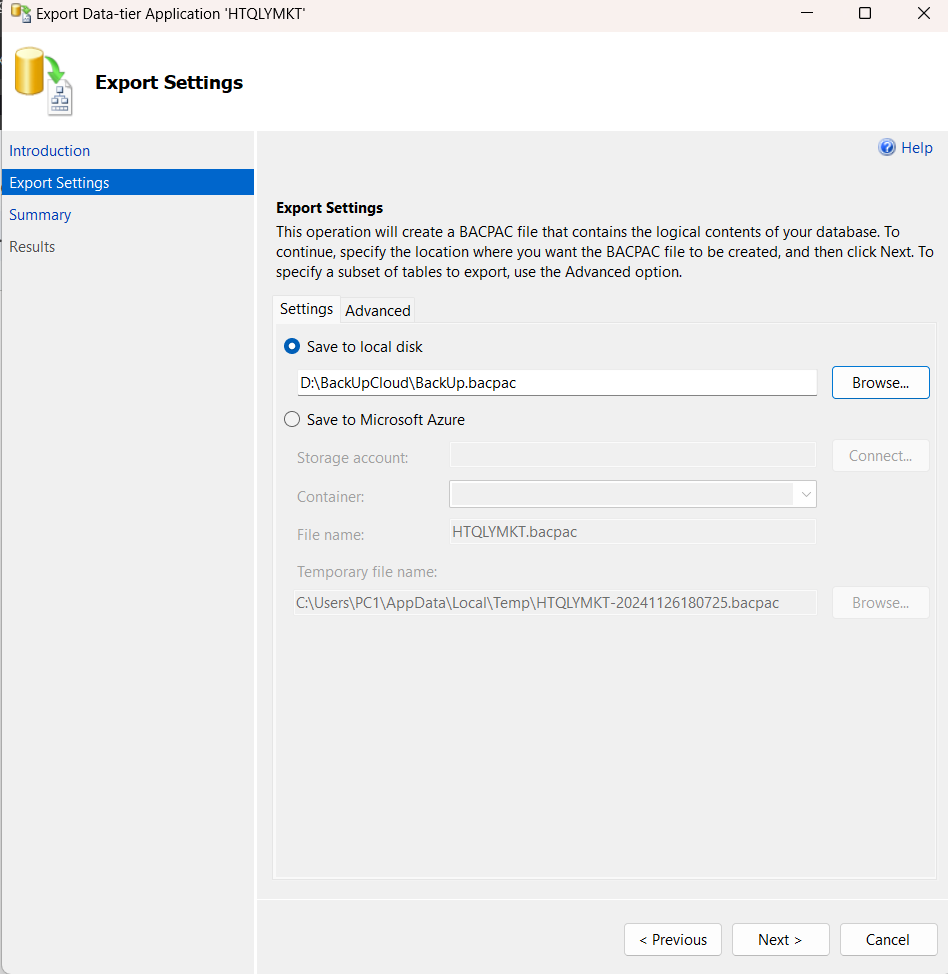 Export Data-tier Application 'HTQLYMKT'
Export Settings
Introduction
Export Settings
Summary
Results
Help
Export Settings
This operation will create a BACPAC file that contains the logical contents of your database. To
continue, specify the location where you want the BACPAC file to be created, and then click Next. To
specify a subset of tables to export, use the Advanced option.
Settings Advanced
Save to local disk
D:\BackUpCloud\BackUp.bacpac Browse...
Save to Microsoft Azure
Storage account: Connect...
Container:
File name: HTQLYMKT.bacpac
Temporary file name:
C:\Users\PC1\AppData\Local\Temp\HTQLYMKT-20241126180725.bacpac Browse...
< Previous Next > Cancel